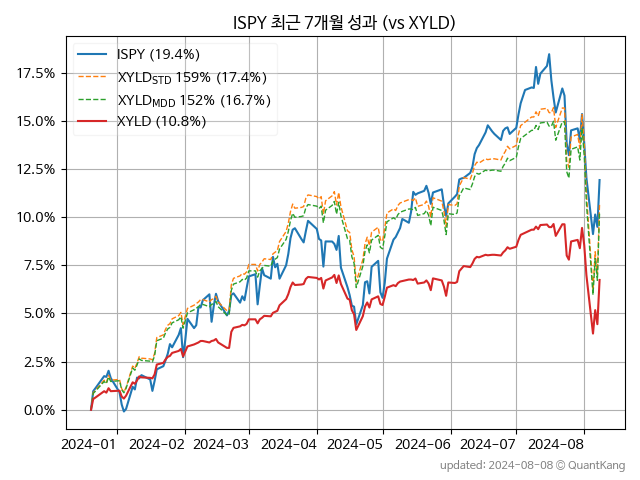 ISPY 최근 7개월 성과 (vs XYLD)
ISPY (19.4%)
XYLD_STD 159% (17.4%)
XYLD_MDD 152% (16.7%)
XYLD (10.8%)
17.5%
15.0%
12.5%
10.0%
7.5%
5.0%
2.5%
0.0%
2024-01 2024-02 2024-03 2024-04 2024-05 2024-06 2024-07 2024-08
updated: 2024-08-08 © QuantKang